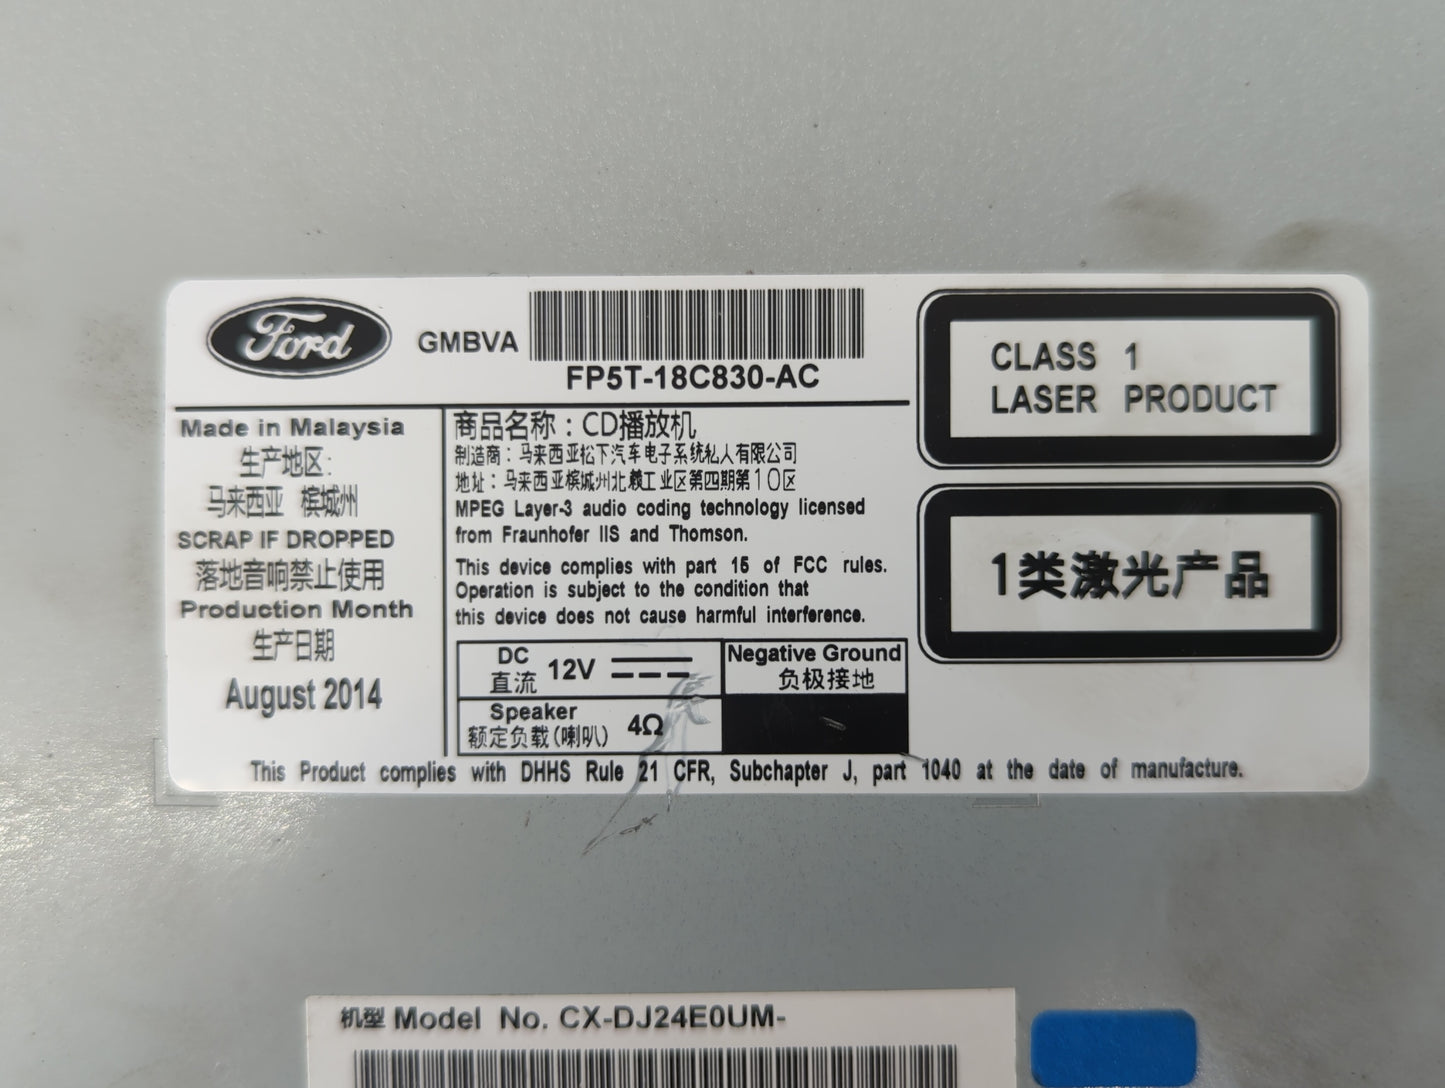 Ford
GMBVA
FP5T-18C830-AC
Made in Malaysia
生产地区:
马来西亚 槟城州
SCRAP IF DROPPED
落地音响禁止使用
Production Month
生产日期
August 2014
商品名称：CD播放机
制造商：马来西亚松下汽车电子系统私人有限公司
地址：马来西亚槟城州北赖工业区第四期第10区
MPEG Layer-3 audio coding technology licensed
from Fraunhofer IIS and Thomson.
This device complies with part 15 of FCC rules.
Operation is subject to the condition that
this device does not cause harmful interference.
DC 12V
直流
Negative Ground
负极接地
Speaker 4Ω
额定负载(喇叭)
CLASS 1
LASER PRODUCT
1类激光产品
This Product complies with DHHS Rule 21 CFR, Subchapter J, part 1040 at the date of manufacture.
机型 Model No. CX-DJ24E0UM-